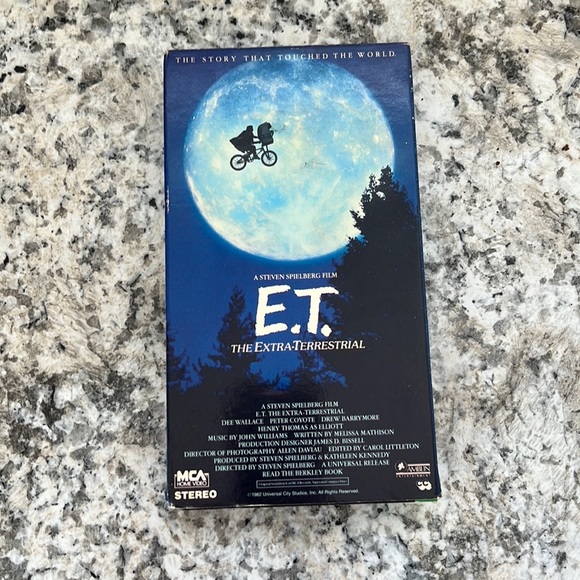 THE STORY THAT TOUCHED THE WORLD.
A STEVEN SPIELBERG FILM
E.T.
THE EXTRA-TERRESTRIAL
A STEVEN SPIELBERG FILM
E.T. THE EXTRA-TERRESTRIAL
DEE WALLACE PETER COYOTE DREW BARRYMORE
HENRY THOMAS AS ELLIOTT
MUSIC BY JOHN WILLIAMS WRITTEN BY MELISSA MATHISON
PRODUCTION DESIGNER JAMES D. BISSELL
DIRECTOR OF PHOTOGRAPHY ALLEN DAVIAU EDITED BY CAROL LITTLETON
PRODUCED BY STEVEN SPIELBERG & KATHLEEN KENNEDY
DIRECTED BY STEVEN SPIELBERG A UNIVERSAL RELEASE
READ THE BERKLEY BOOK
MCA
HOME VIDEO
STEREO
©1982 Universal City Studios, Inc. All Rights Reserved.
AMBLIN
ENTERTAINMENT